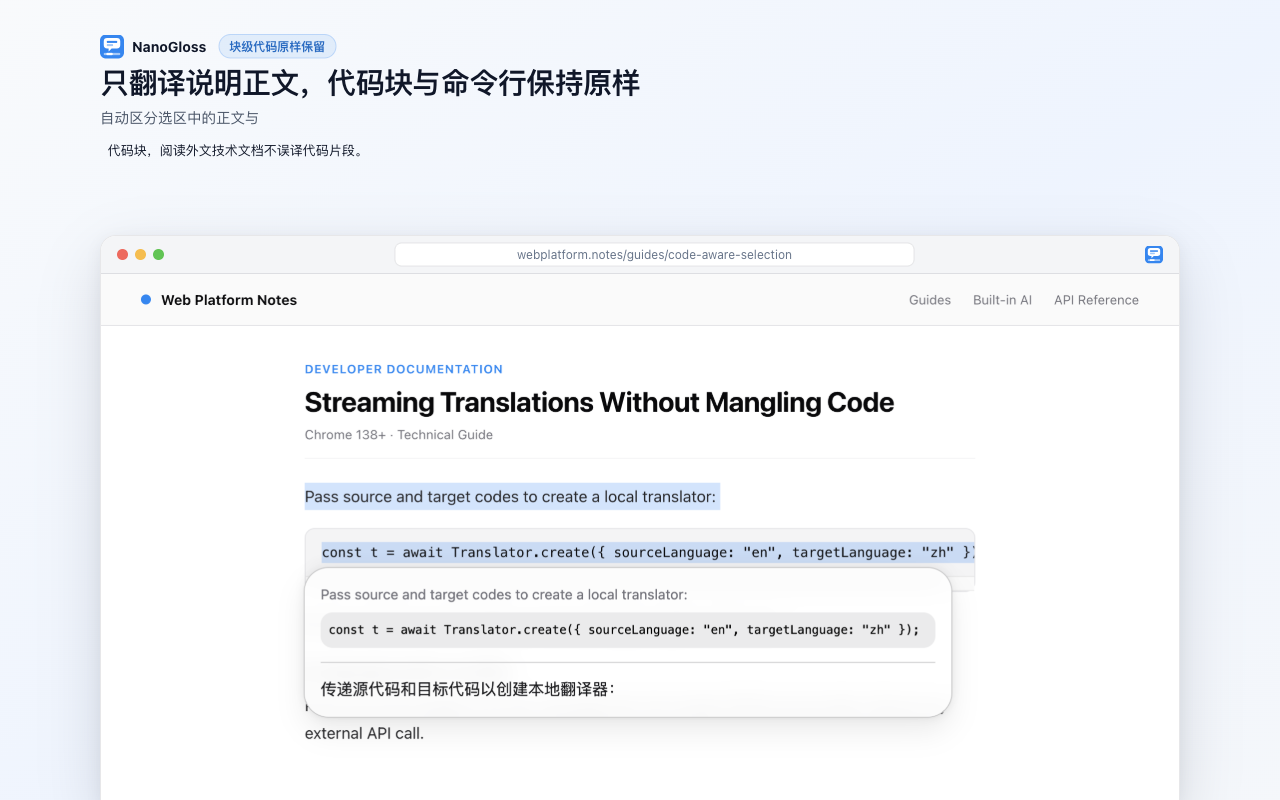 NanoGloss 块级代码原样保留
只翻译说明正文，代码块与命令行保持原样
自动区分选区中的正文与
代码块，阅读外文技术文档不误译代码片段。
webplatform.notes/guides/code-aware-selection
Web Platform Notes Guides Built-in AI API Reference
DEVELOPER DOCUMENTATION
Streaming Translations Without Mangling Code
Chrome 138+ · Technical Guide
Pass source and target codes to create a local translator:
const t = await Translator.create({ sourceLanguage: "en", targetLanguage: "zh" })
Pass source and target codes to create a local translator:
const t = await Translator.create({ sourceLanguage: "en", targetLanguage: "zh" });
传递源代码和目标代码以创建本地翻译器：
external API call.